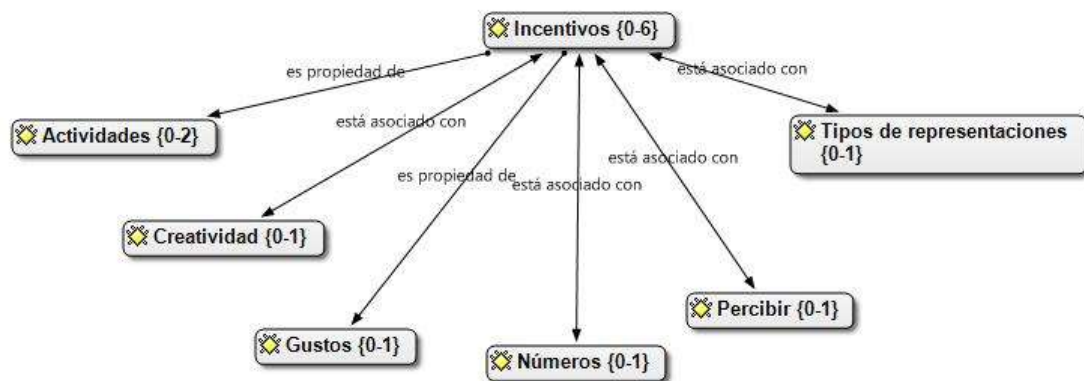 Incentivos {0-6}
es propiedad de
está asociado con
Actividades {0-2}
está asociado con
Tipos de representaciones
{0-1}
está asociado con
es propiedad de
está asociado con
Creatividad {0-1}
Percibir {0-1}
Gustos {0-1}
Números {0-1}